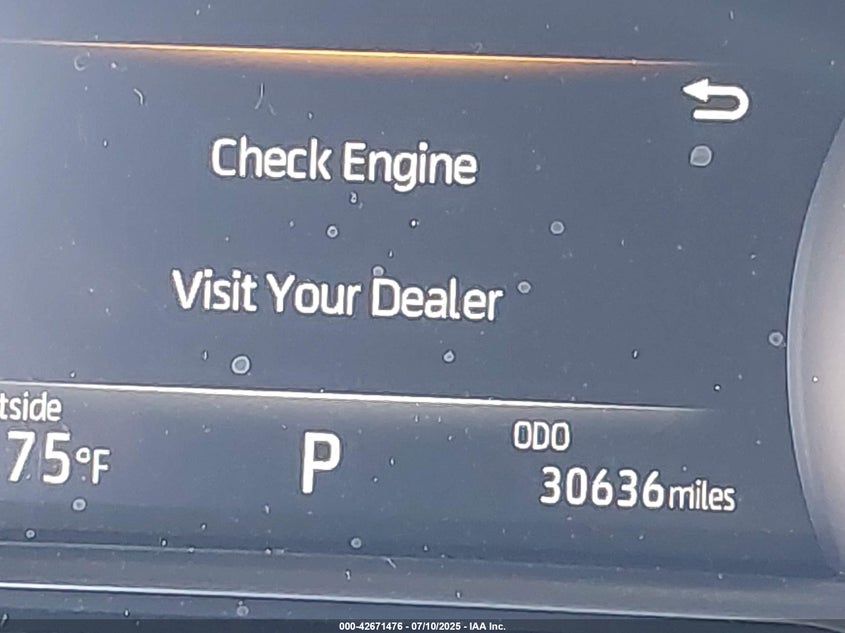 Check Engine
Visit Your Dealer
tside
75°F
P
ODO
30636 miles
000-42671476 - 07/10/2025 - IAA Inc.